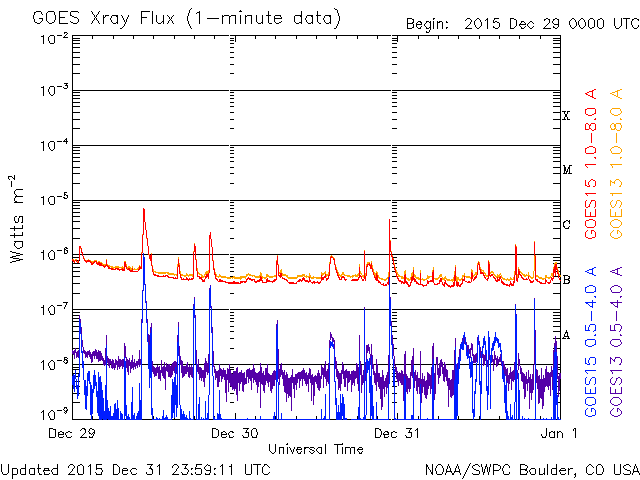 GOES Xray Flux (1-minute data)
Begin: 2015 Dec 29 0000 UTC
10^-2
10^-3
10^-4
10^-5
10^-6
10^-7
10^-8
10^-9
Watts m^-2
X
M
C
B
A
GOES15 1.0-8.0 A
GOES13 1.0-8.0 A
GOES15 0.5-4.0 A
GOES13 0.5-4.0 A
Dec 29
Dec 30
Dec 31
Jan 1
Universal Time
Updated 2015 Dec 31 23:59:11 UTC
NOAA/SWPC Boulder, CO USA